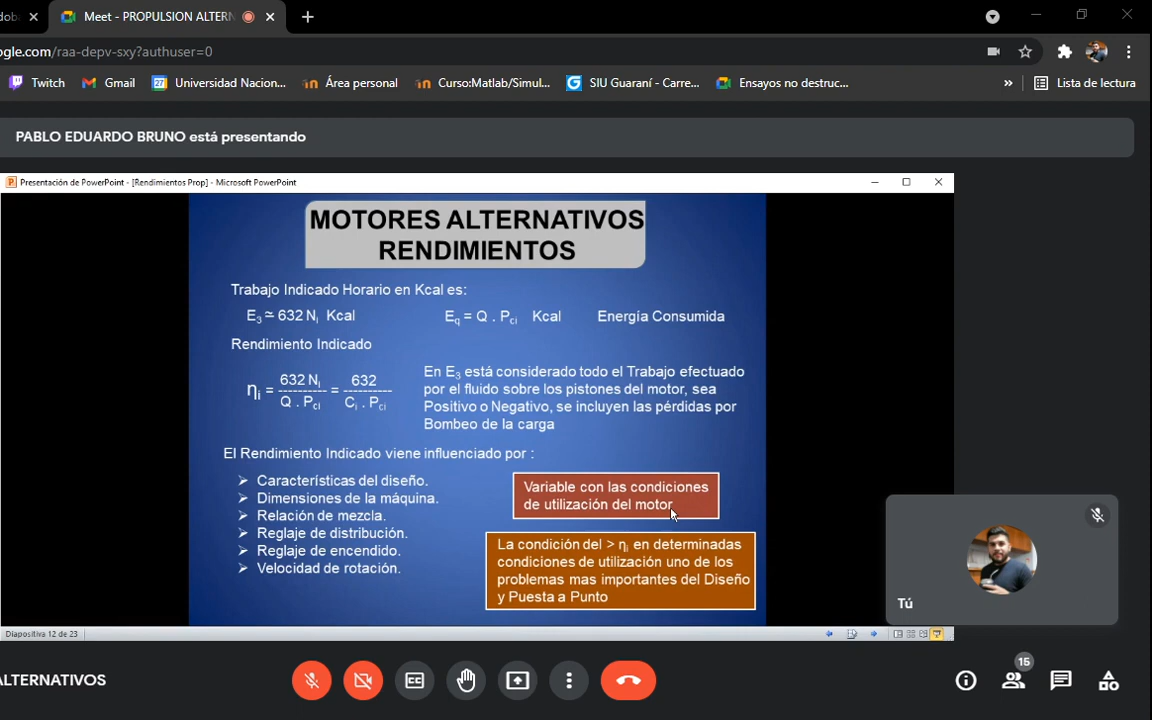 Meet - PROPULSION ALTERN
gle.com/raa-depv-sxy?authuser=0
Twitch
Gmail
27
Universidad Nacion...
Área personal
Curso:Matlab/Simul...
SIU Guaraní - Carre...
Ensayos no destruc...
»
Lista de lectura
PABLO EDUARDO BRUNO está presentando
Presentación de PowerPoint - [Rendimientos Prop] - Microsoft PowerPoint
MOTORES ALTERNATIVOS
RENDIMIENTOS
Trabajo Indicado Horario en Kcal es:
E3 ≃ 632 Ni Kcal
Eq = Q . Pci Kcal
Energía Consumida
Rendimiento Indicado
ηi = 632 Ni / Q . Pci = 632 / Ci . Pci
En E3 está considerado todo el Trabajo efectuado
por el fluido sobre los pistones del motor, sea
Positivo o Negativo, se incluyen las pérdidas por
Bombeo de la carga
El Rendimiento Indicado viene influenciado por :
➢ Características del diseño.
➢ Dimensiones de la máquina.
➢ Relación de mezcla.
➢ Reglaje de distribución.
➢ Reglaje de encendido.
➢ Velocidad de rotación.
Variable con las condiciones
de utilización del motor
La condición del > ηi en determinadas
condiciones de utilización uno de los
problemas mas importantes del Diseño
y Puesta a Punto
Tú
Diapositiva 12 de 23
ALTERNATIVOS
CC
15